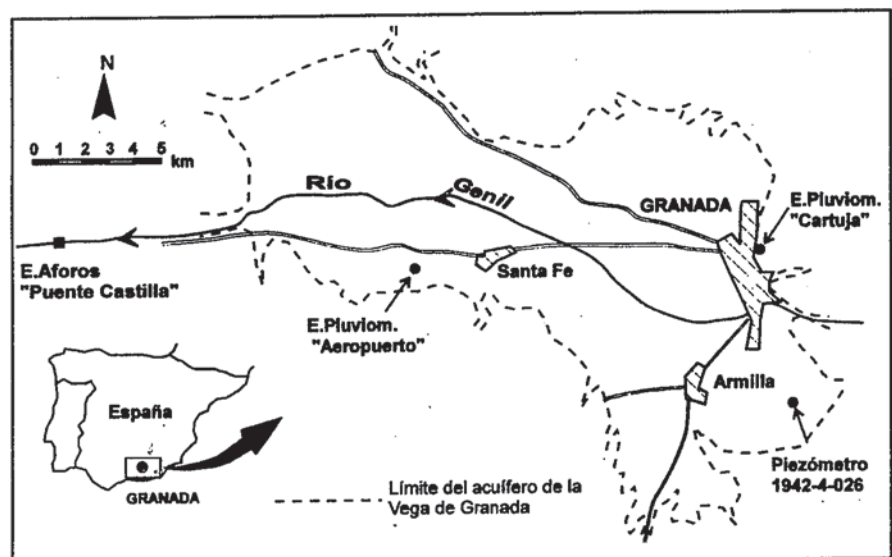 N
0 1 2 3 4 5
km
Río Genil
GRANADA
E.Pluviom.
"Cartuja"
E.Aforos
"Puente Castilla"
Santa Fe
E.Pluviom.
"Aeropuerto"
Armilla
España
GRANADA
Piezómetro
1942-4-026
Límite del acuífero de la
Vega de Granada